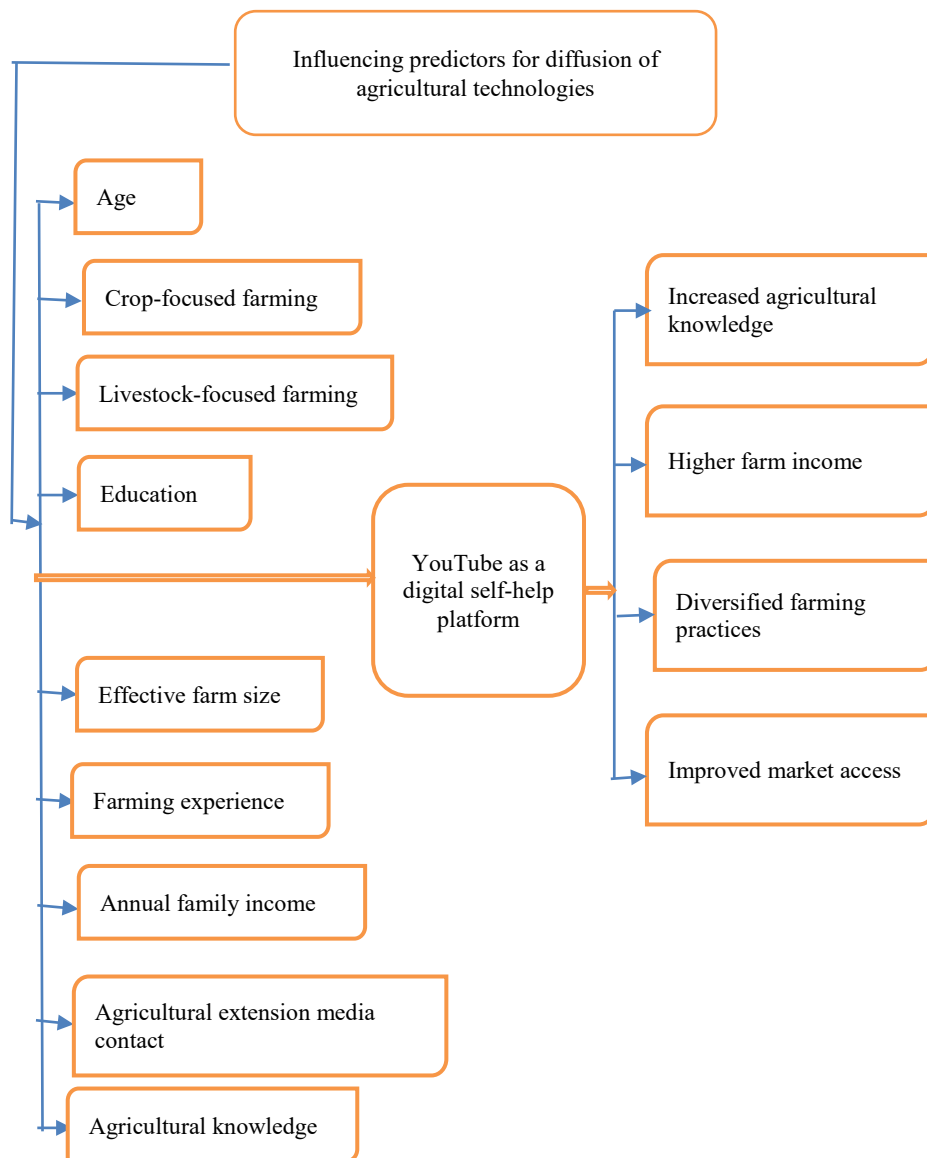 Influencing predictors for diffusion of
agricultural technologies
Age
Crop-focused farming
Livestock-focused farming
Education
Effective farm size
Farming experience
Annual family income
Agricultural extension media
contact
Agricultural knowledge
YouTube as a
digital self-help
platform
Increased agricultural
knowledge
Higher farm income
Diversified farming
practices
Improved market access